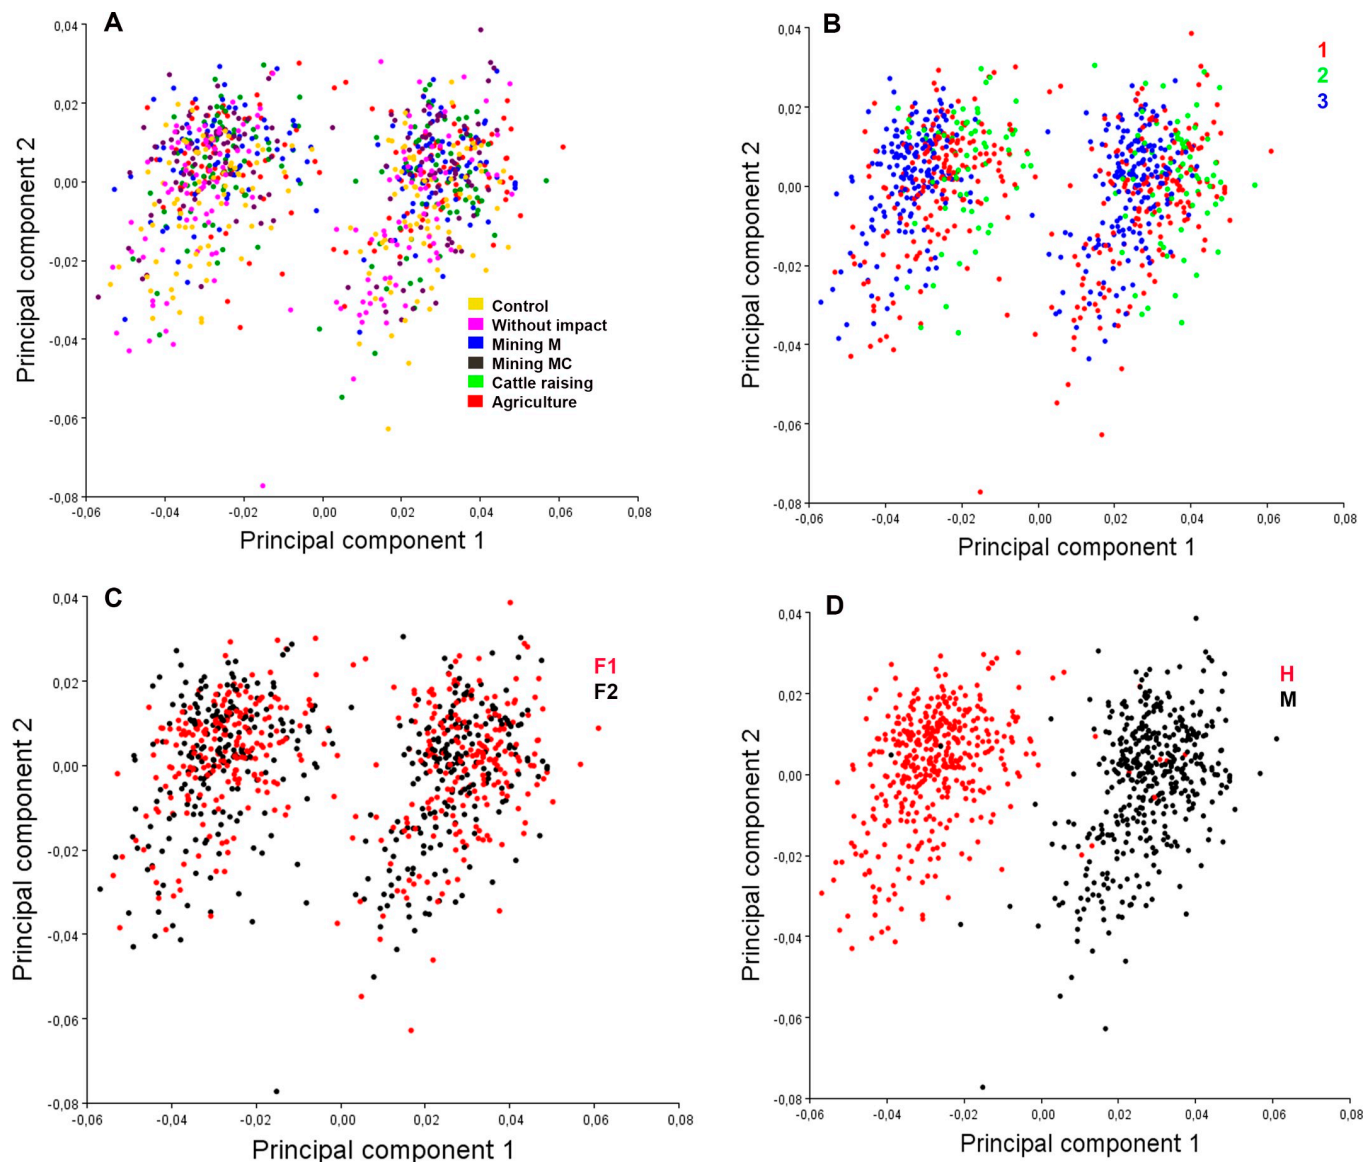 A
0,04
0,02
0,00
-0,02
-0,04
-0,06
-0,08
Principal component 2
-0,06 -0,04 -0,02 0,00 0,02 0,04 0,06 0,08
Principal component 1
Control
Without impact
Mining M
Mining MC
Cattle raising
Agriculture
B
1
2
3
0,04
0,02
0,00
-0,02
-0,04
-0,06
-0,08
Principal component 2
-0,06 -0,04 -0,02 0,00 0,02 0,04 0,06 0,08
Principal component 1
C
F1
F2
0,04
0,02
0,00
-0,02
-0,04
-0,06
-0,08
Principal component 2
-0,06 -0,04 -0,02 0,00 0,02 0,04 0,06 0,08
Principal component 1
D
H
M
0,04
0,02
0,00
-0,02
-0,04
-0,06
-0,08
Principal component 2
-0,06 -0,04 -0,02 0,00 0,02 0,04 0,06 0,08
Principal component 1